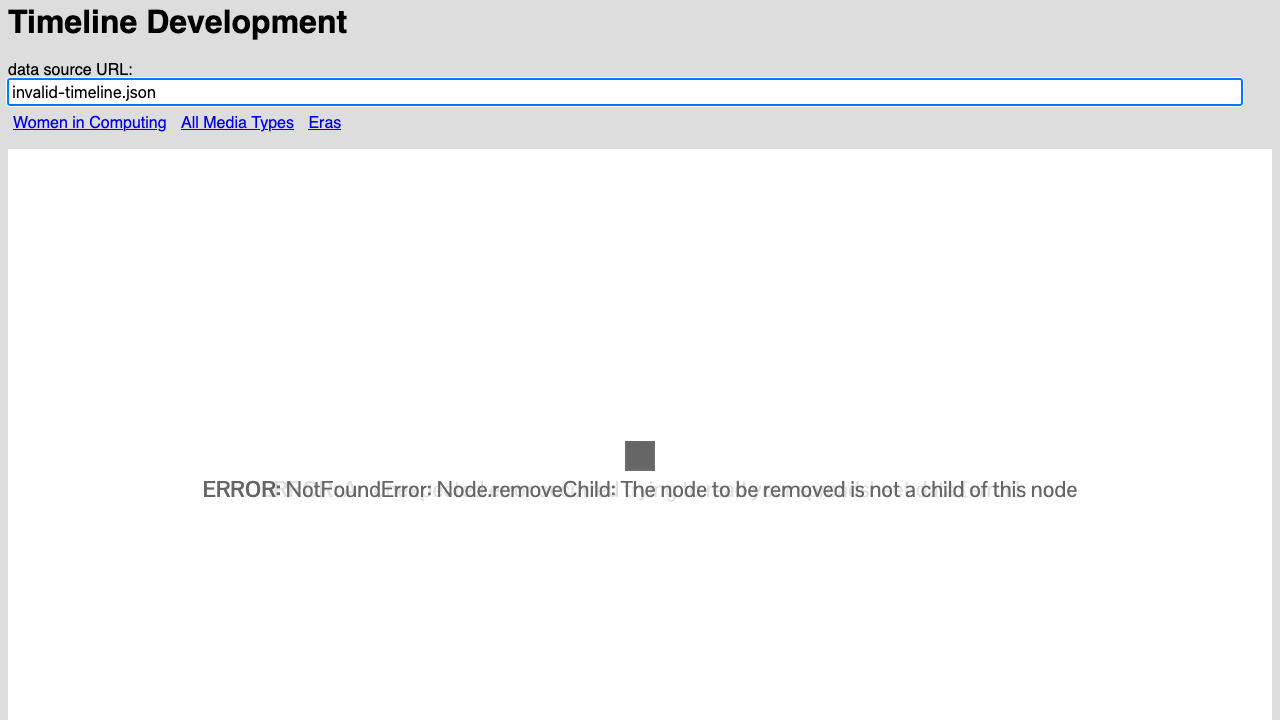 Timeline Development
data source URL:
invalid-timeline.json
Women in Computing All Media Types Eras
ERROR: NotFoundError: Node.removeChild: The node to be removed is not a child of this node